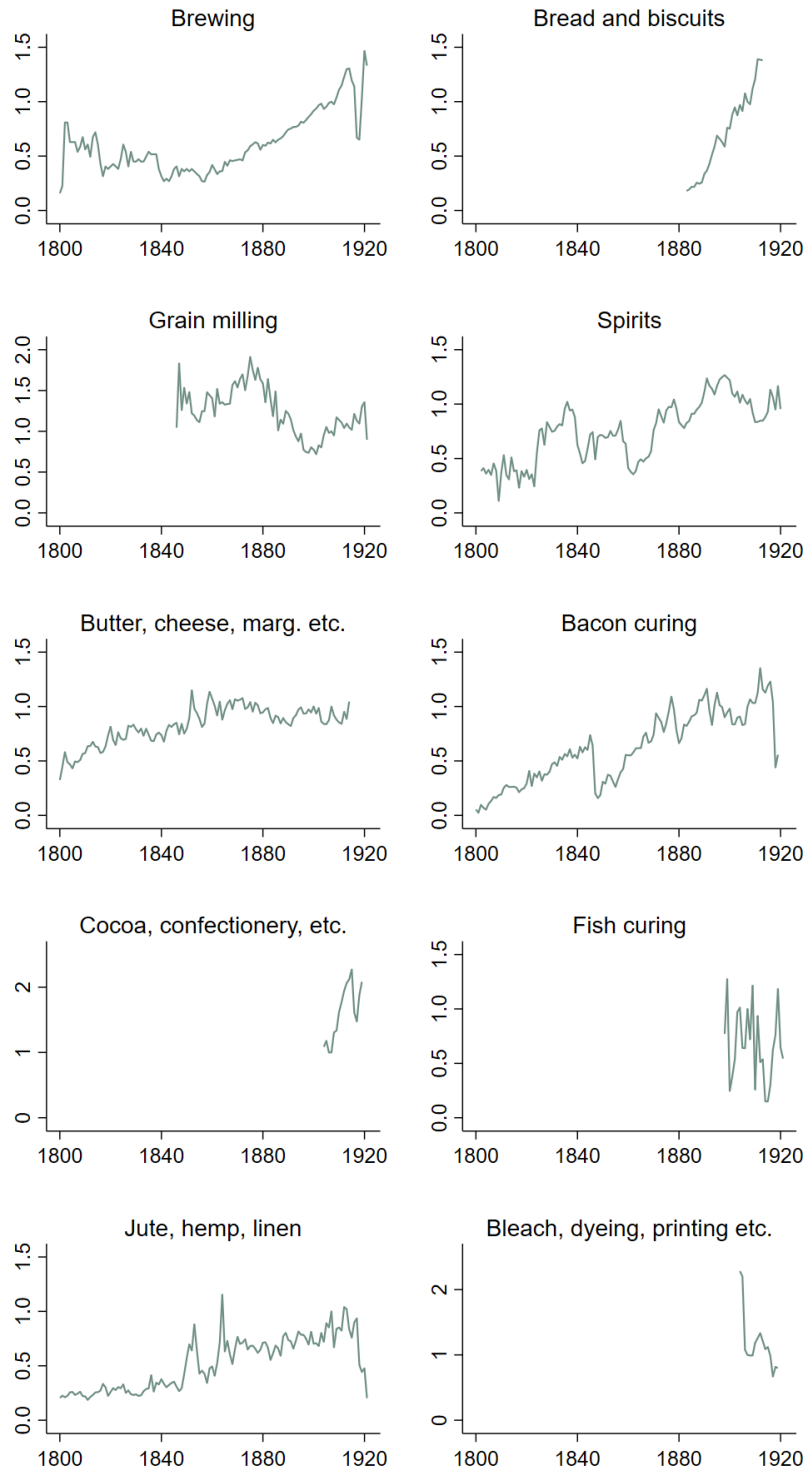 Brewing
1.5
1.0
0.5
0.0
1800 1840 1880 1920
Bread and biscuits
1.5
1.0
0.5
0.0
1800 1840 1880 1920
Grain milling
2.0
1.5
1.0
0.5
0.0
1800 1840 1880 1920
Spirits
1.5
1.0
0.5
0.0
1800 1840 1880 1920
Butter, cheese, marg. etc.
1.5
1.0
0.5
0.0
1800 1840 1880 1920
Bacon curing
1.5
1.0
0.5
0.0
1800 1840 1880 1920
Cocoa, confectionery, etc.
2
1
0
1800 1840 1880 1920
Fish curing
1.5
1.0
0.5
0.0
1800 1840 1880 1920
Jute, hemp, linen
1.5
1.0
0.5
0.0
1800 1840 1880 1920
Bleach, dyeing, printing etc.
2
1
0
1800 1840 1880 1920